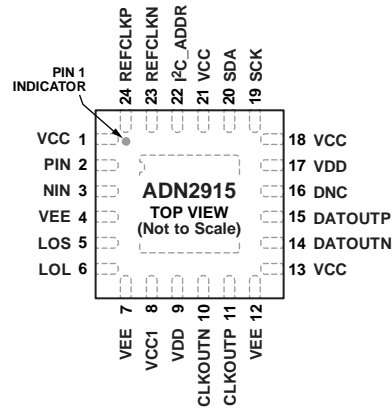 24 REFCLKP
23 REFCLKN
22 I²C_ADDR
21 VCC
20 SDA
19 SCK
PIN 1
INDICATOR
VCC 1
PIN 2
NIN 3
VEE 4
LOS 5
LOL 6
ADN2915
TOP VIEW
(Not to Scale)
18 VCC
17 VDD
16 DNC
15 DATOUTP
14 DATOUTN
13 VCC
VEE 7
VCC1 8
VDD 9
CLKOUTN 10
CLKOUTP 11
VEE 12